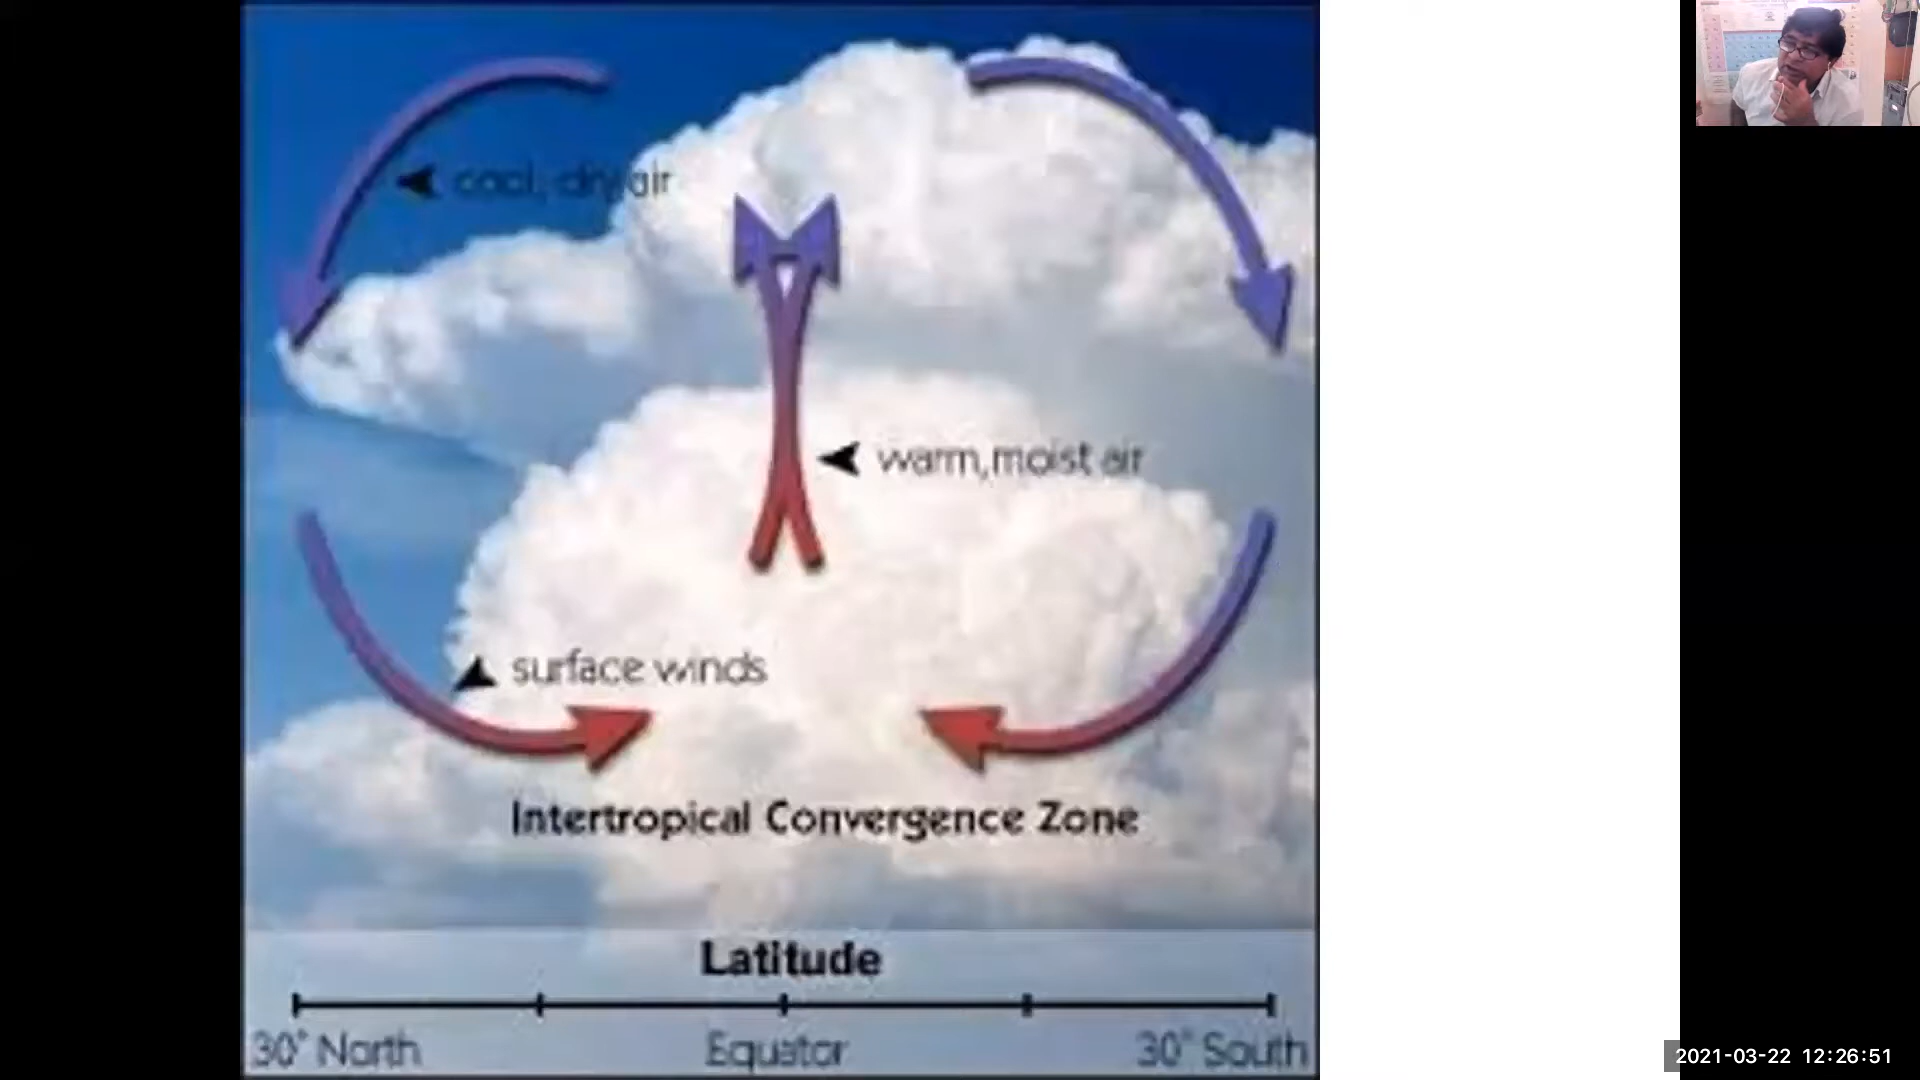 cool, dry air
warm, moist air
surface winds
Intertropical Convergence Zone
Latitude
30° North Equator 30° South
2021-03-22 12:26:51